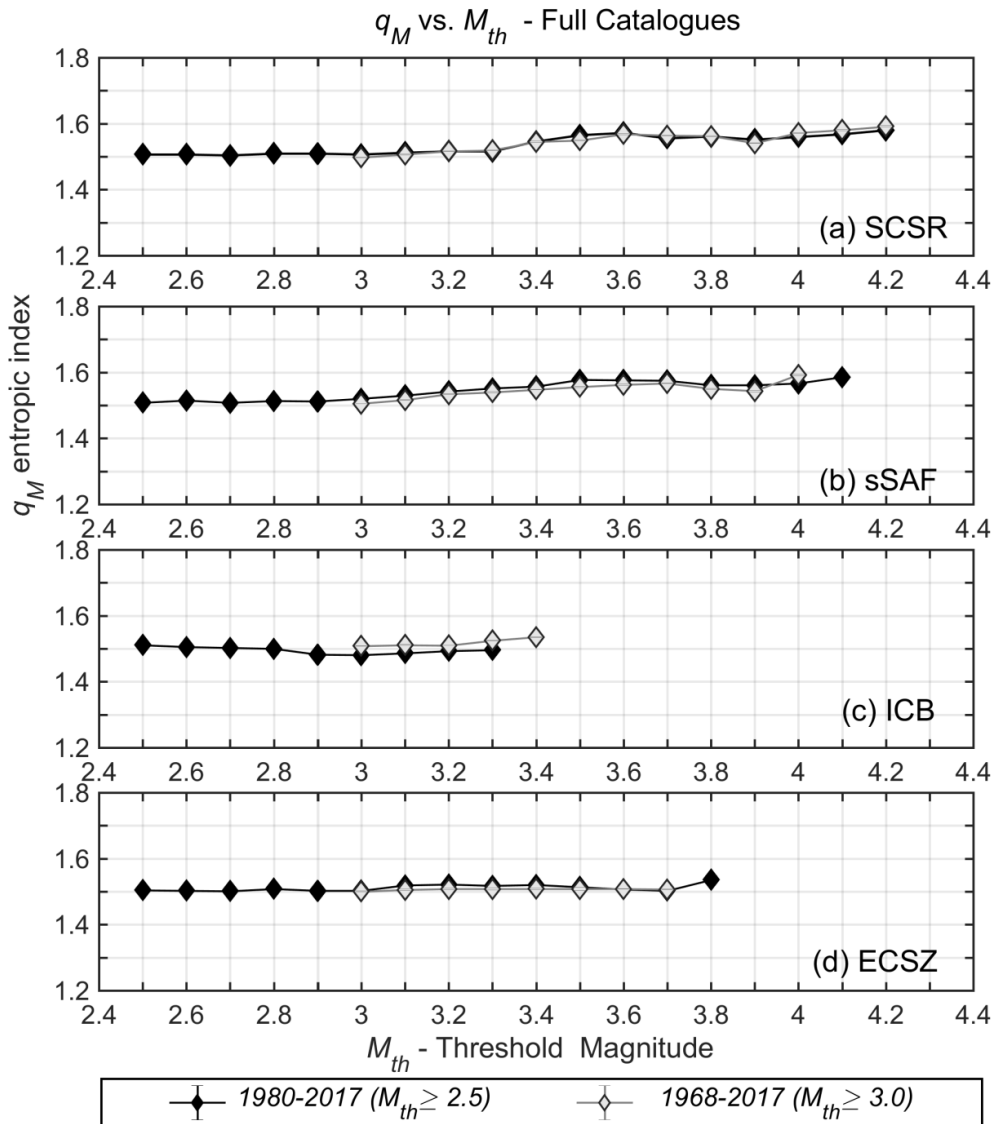 q_M vs. M_th - Full Catalogues
1.8
1.6
1.4
1.2
2.4 2.6 2.8 3 3.2 3.4 3.6 3.8 4 4.2 4.4
(a) SCSR
1.8
1.6
1.4
1.2
2.4 2.6 2.8 3 3.2 3.4 3.6 3.8 4 4.2 4.4
(b) sSAF
q_M entropic index
1.8
1.6
1.4
1.2
2.4 2.6 2.8 3 3.2 3.4 3.6 3.8 4 4.2 4.4
(c) ICB
1.8
1.6
1.4
1.2
2.4 2.6 2.8 3 3.2 3.4 3.6 3.8 4 4.2 4.4
(d) ECSZ
M_th - Threshold Magnitude
1980-2017 (M_th ≥ 2.5) 1968-2017 (M_th ≥ 3.0)